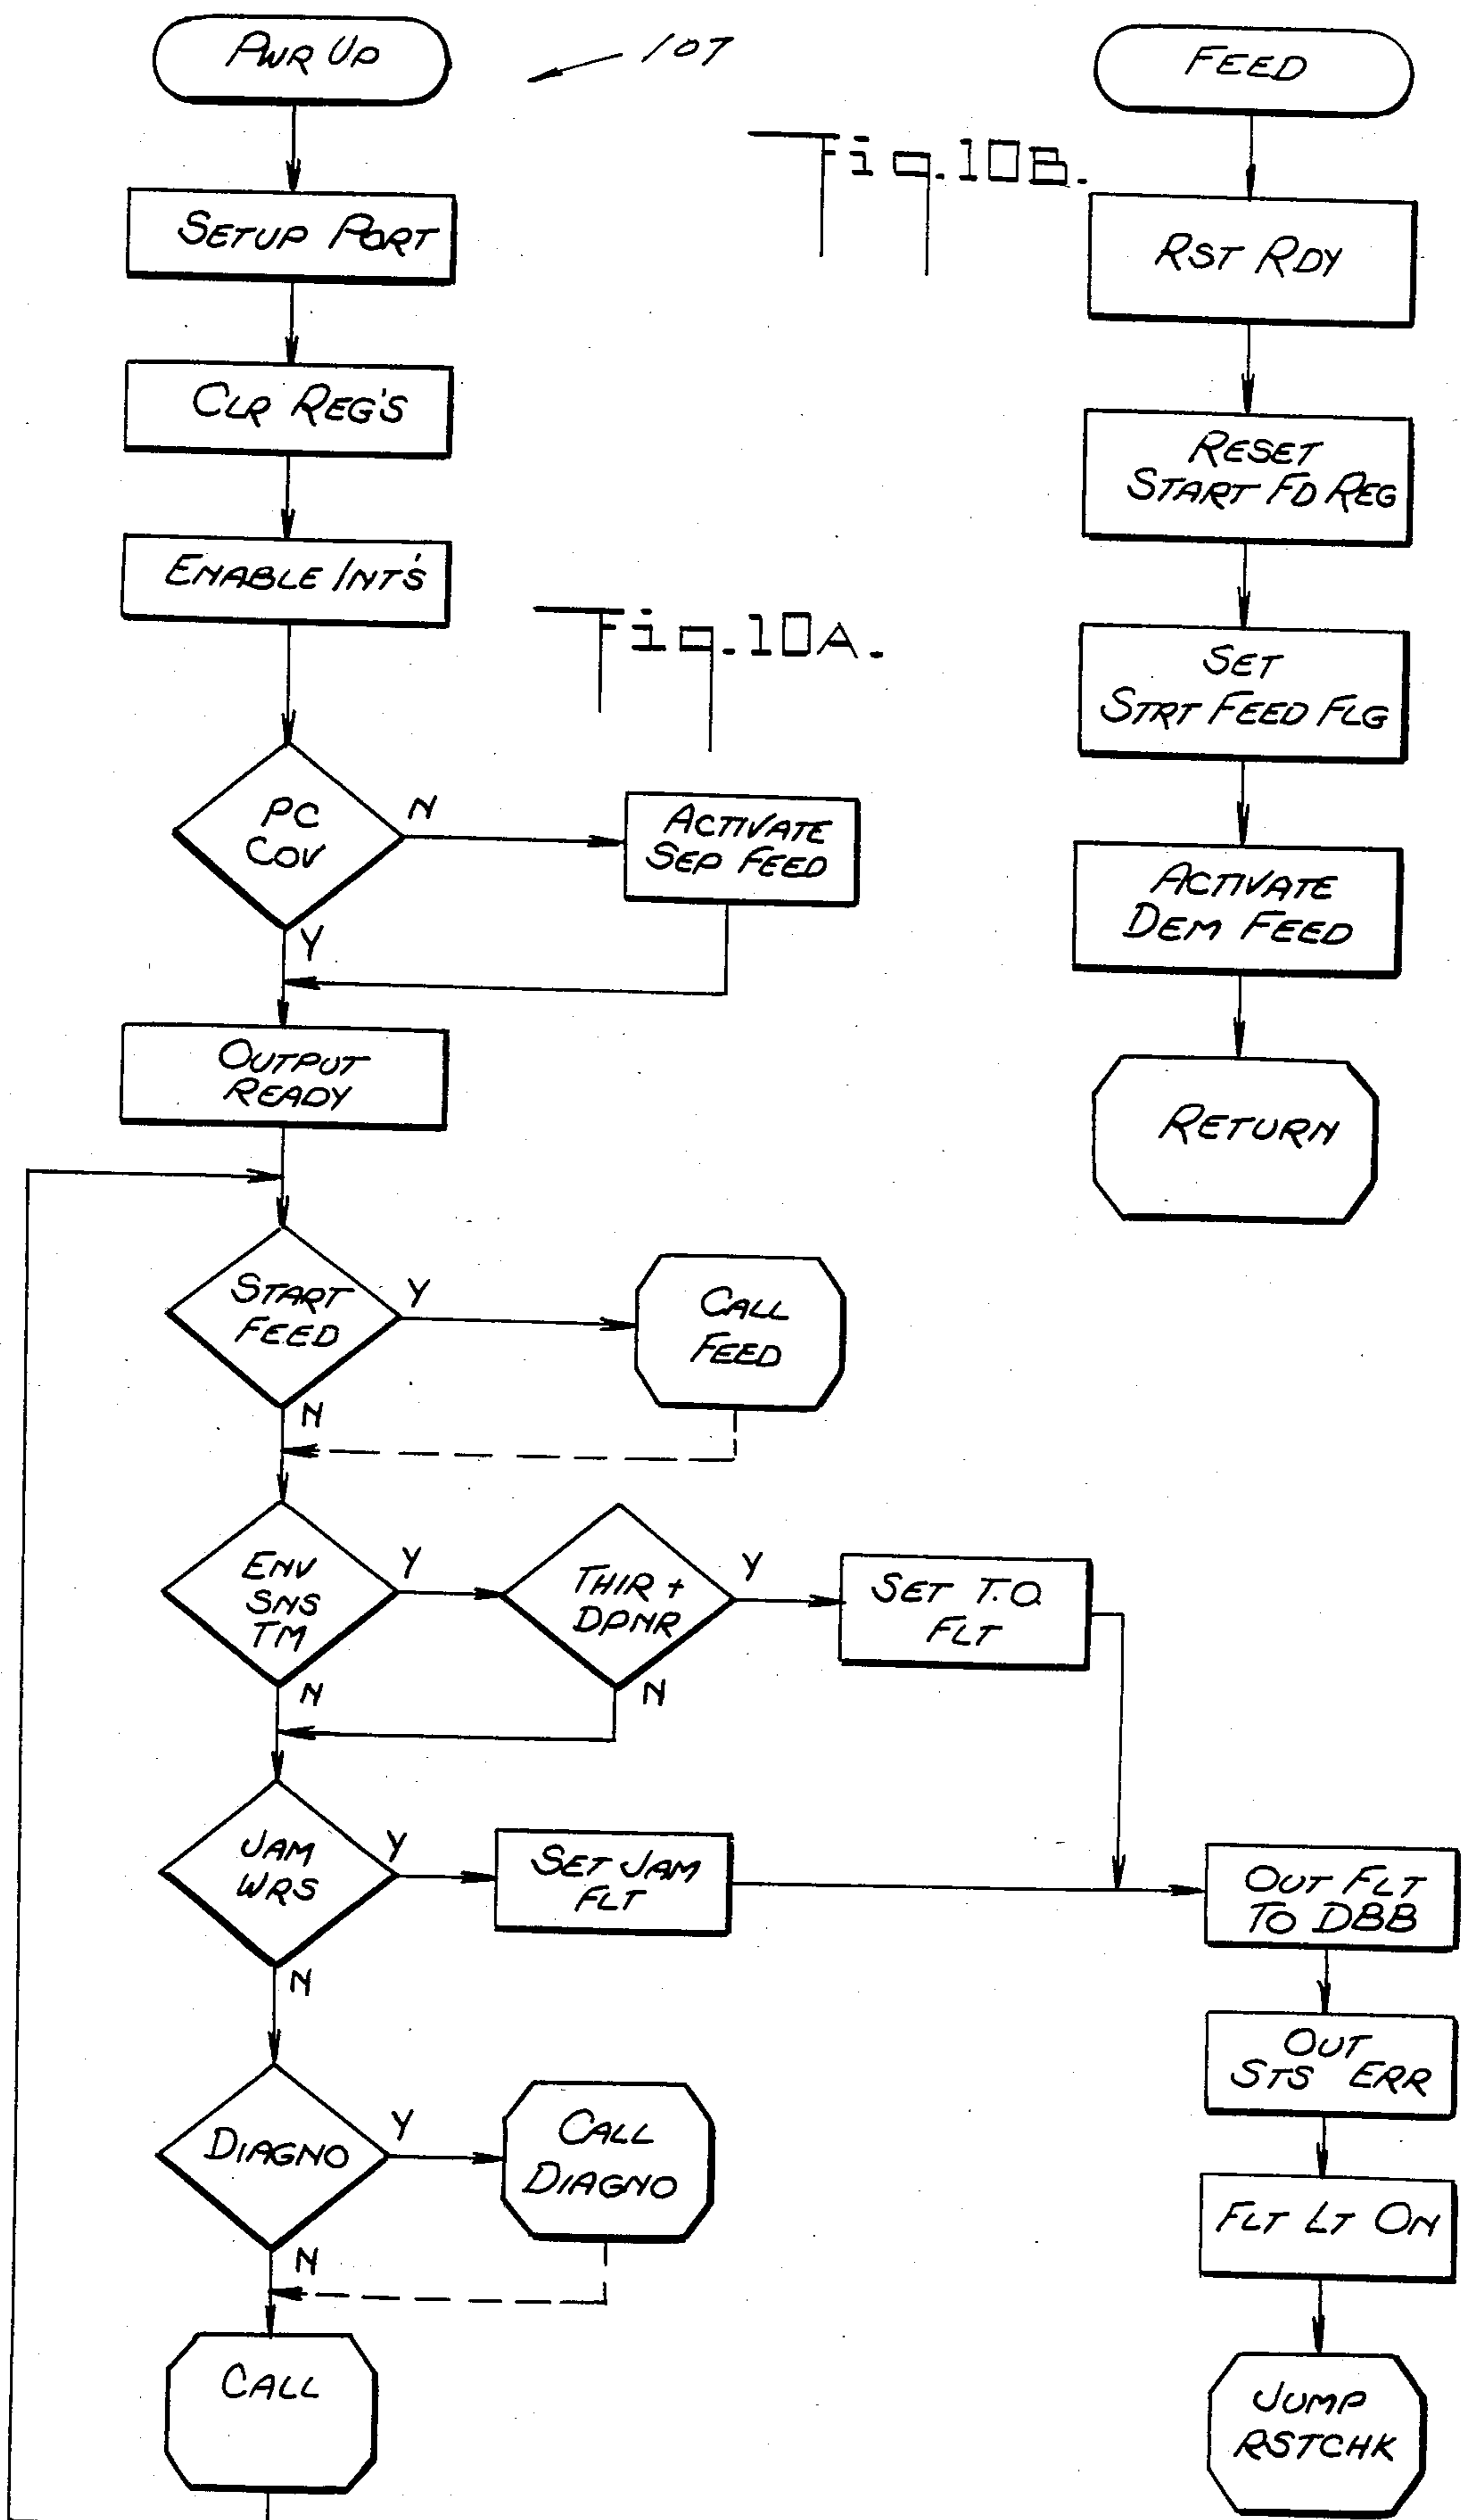 PWR UP
107
SETUP PORT
CLR REG'S
ENABLE INT'S
Fig.10A.
PC
COV
N
ACTIVATE
SEP FEED
Y
OUTPUT
READY
START
FEED
Y
CALL
FEED
N
ENV
SNS
TM
Y
THIR +
DPNR
Y
SET T.O.
FLT
N
N
JAM
WRS
Y
SET JAM
FLT
OUT FLT
TO DBB
N
OUT
STS ERR
DIAGNO
Y
CALL
DIAGNO
FLT LT ON
N
CALL
JUMP
RSTCHK
Fig.10B.
FEED
RST RDY
RESET
START FD REG
SET
STRT FEED FLG
ACTIVATE
DEM FEED
RETURN